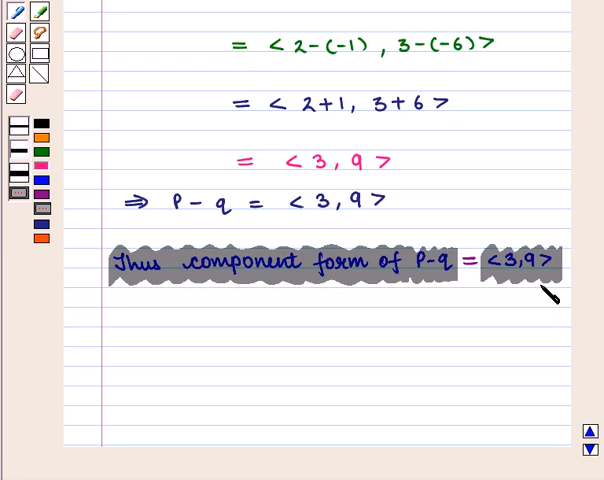 = < 2-(-1) , 3-(-6) >
= < 2+1, 3+6 >
= < 3, 9 >
⇒ P - q = < 3, 9 >
Thus component form of P-q = <3,9>